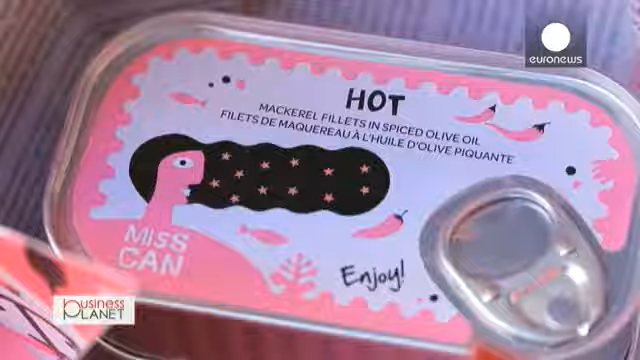 euronews
HOT
MACKEREL FILLETS IN SPICED OLIVE OIL
FILETS DE MAQUEREAU À L'HUILE D'OLIVE PIQUANTE
MISS
CAN
Enjoy!
business
PLANET